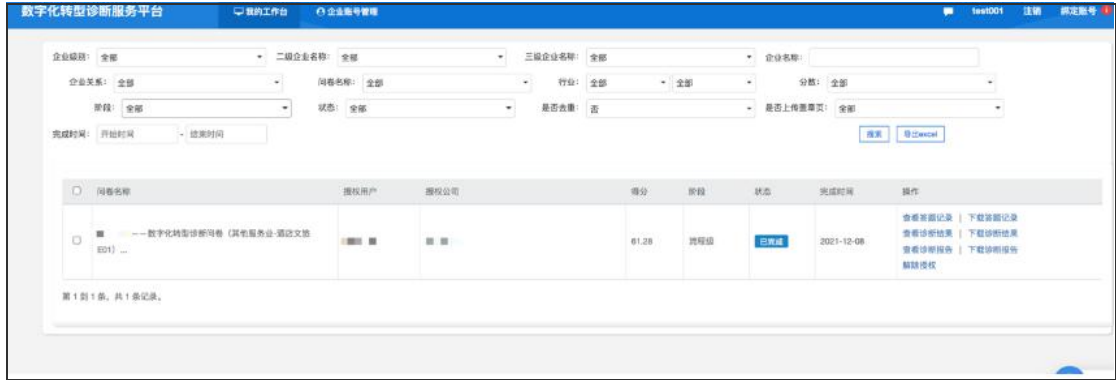 数字化转型诊断服务平台 我的工作台 企业账号管理 test001 注销 绑定账号
企业级别: 全部 二级企业名称: 全部 三级企业名称: 全部 企业名称:
企业关系: 全部 问卷名称: 全部 行业: 全部 全部 分数: 全部
阶段: 全部 状态: 全部 是否去重: 否 是否上传盖章页: 全部
完成时间: 开始时间 - 结束时间 搜索 导出excel
问卷名称 授权用户 授权公司 得分 阶段 状态 完成时间 操作
——数字化转型诊断问卷（其他服务业-酒店文旅
E01）... 61.28 流程级 已完成 2021-12-08
查看答题记录 | 下载答题记录
查看诊断结果 | 下载诊断结果
查看诊断报告 | 下载诊断报告
解除授权
第 1 到 1 条，共 1 条记录。